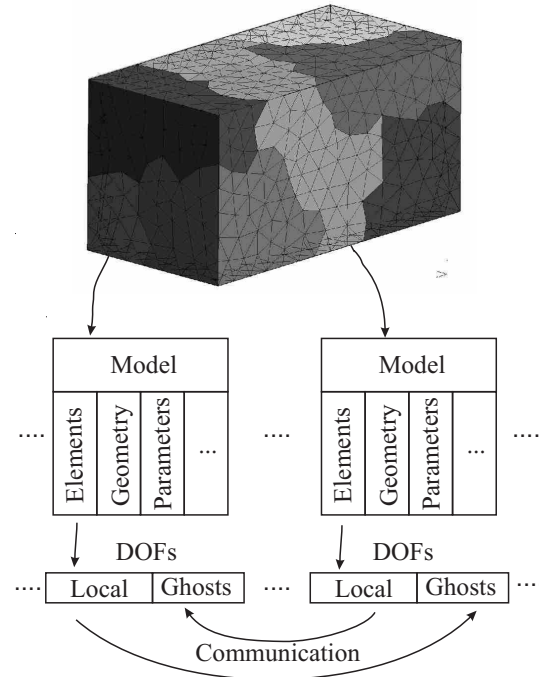 Model
Model
....
Elements
Geometry
Parameters
...
....
Elements
Geometry
Parameters
...
....
DOFs
DOFs
....
Local
Ghosts
....
Local
Ghosts
...
Communication